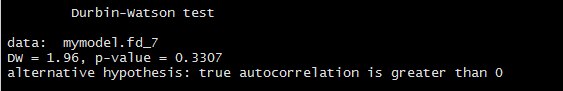 Durbin-Watson test
data:  mymodel.fd_7
DW = 1.96, p-value = 0.3307
alternative hypothesis: true autocorrelation is greater than 0